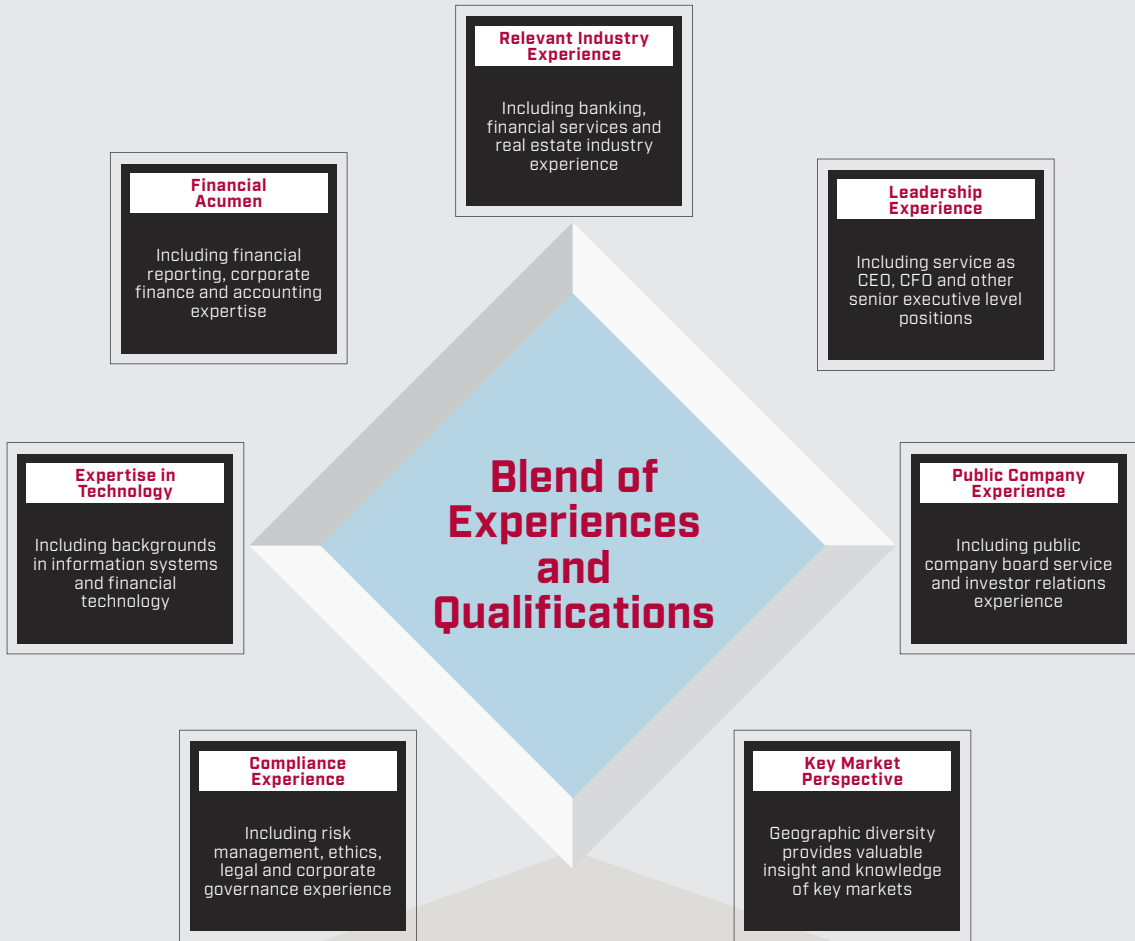 Relevant Industry
Experience
Including banking,
financial services and
real estate industry
experience
Financial
Acumen
Including financial
reporting, corporate
finance and accounting
expertise
Leadership
Experience
Including service as
CEO, CFO and other
senior executive level
positions
Blend of
Experiences
and
Qualifications
Expertise in
Technology
Including backgrounds
in information systems
and financial
technology
Public Company
Experience
Including public
company board service
and investor relations
experience
Compliance
Experience
Including risk
management, ethics,
legal and corporate
governance experience
Key Market
Perspective
Geographic diversity
provides valuable
insight and knowledge
of key markets